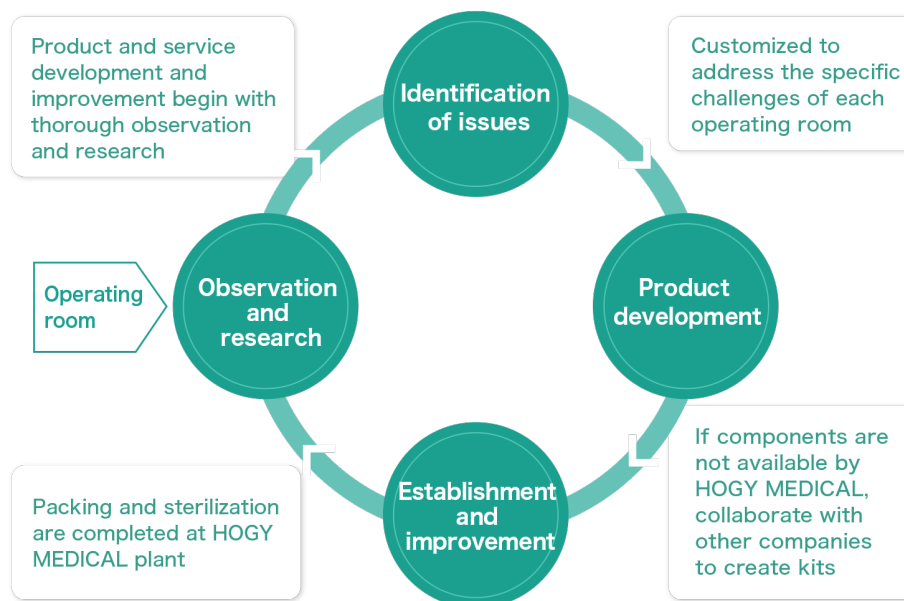 Product and service
development and
improvement begin with
thorough observation
and research
Identification
of issues
Customized to
address the specific
challenges of each
operating room
Operating
room
Observation
and
research
Product
development
Packing and sterilization
are completed at HOGY
MEDICAL plant
Establishment
and
improvement
If components are
not available by
HOGY MEDICAL,
collaborate with
other companies
to create kits